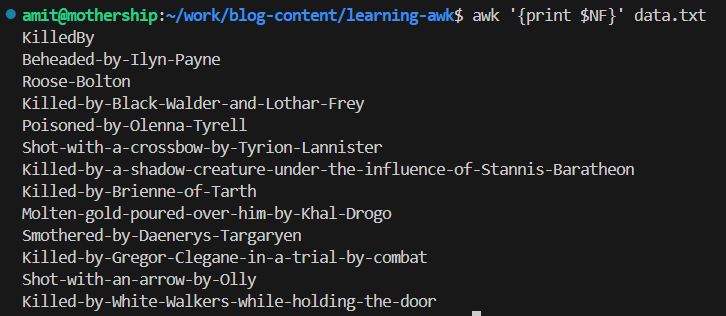 amit@mothership:~/work/blog-content/learning-awk$ awk '{print $NF}' data.txt
KilledBy
Beheaded-by-Ilyn-Payne
Roose-Bolton
Killed-by-Black-Walder-and-Lothar-Frey
Poisoned-by-Olenna-Tyrell
Shot-with-a-crossbow-by-Tyrion-Lannister
Killed-by-a-shadow-creature-under-the-influence-of-Stannis-Baratheon
Killed-by-Brienne-of-Tarth
Molten-gold-poured-over-him-by-Khal-Drogo
Smothered-by-Daenerys-Targaryen
Killed-by-Gregor-Clegane-in-a-trial-by-combat
Shot-with-an-arrow-by-Olly
Killed-by-White-Walkers-while-holding-the-door